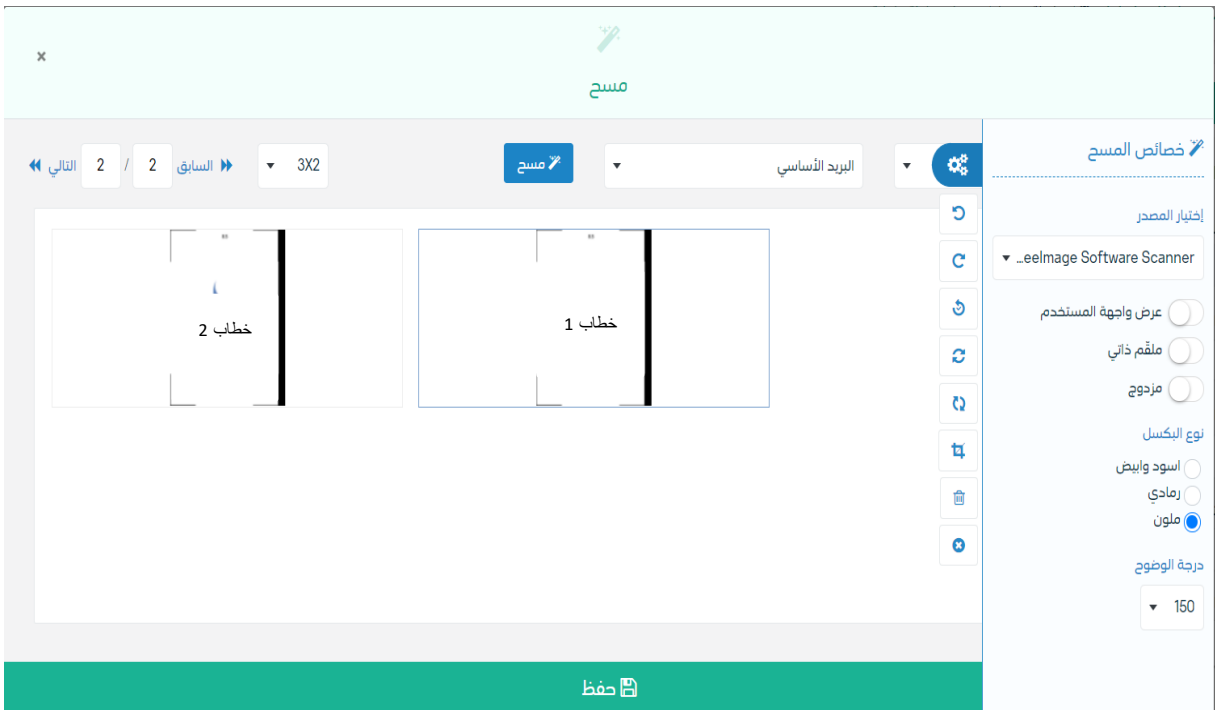 ×
مسح
خصائص المسح
إختيار المصدر
...eeImage Software Scanner
عرض واجهة المستخدم
ملقّم ذاتي
مزدوج
نوع البكسل
اسود وابيض
رمادي
ملون
درجة الوضوح
150
البريد الأساسي
مسح
3X2
السابق
2 / 2
التالي
خطاب 1
خطاب 2
حفظ